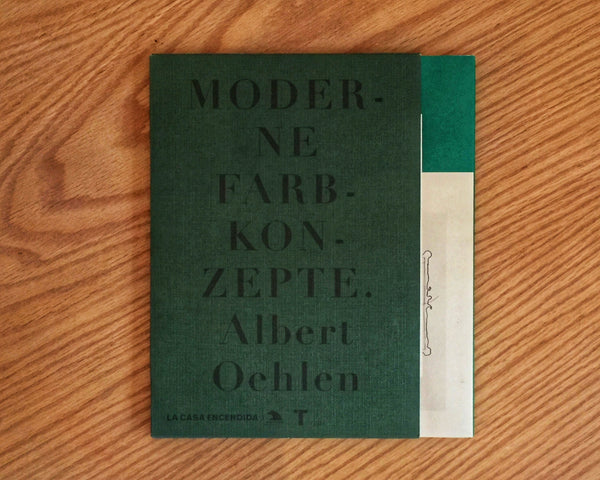 MODER-
NE
FARB-
KON-
ZEPTE.
Albert
Oehlen
LA CASA ENCENDIDA T